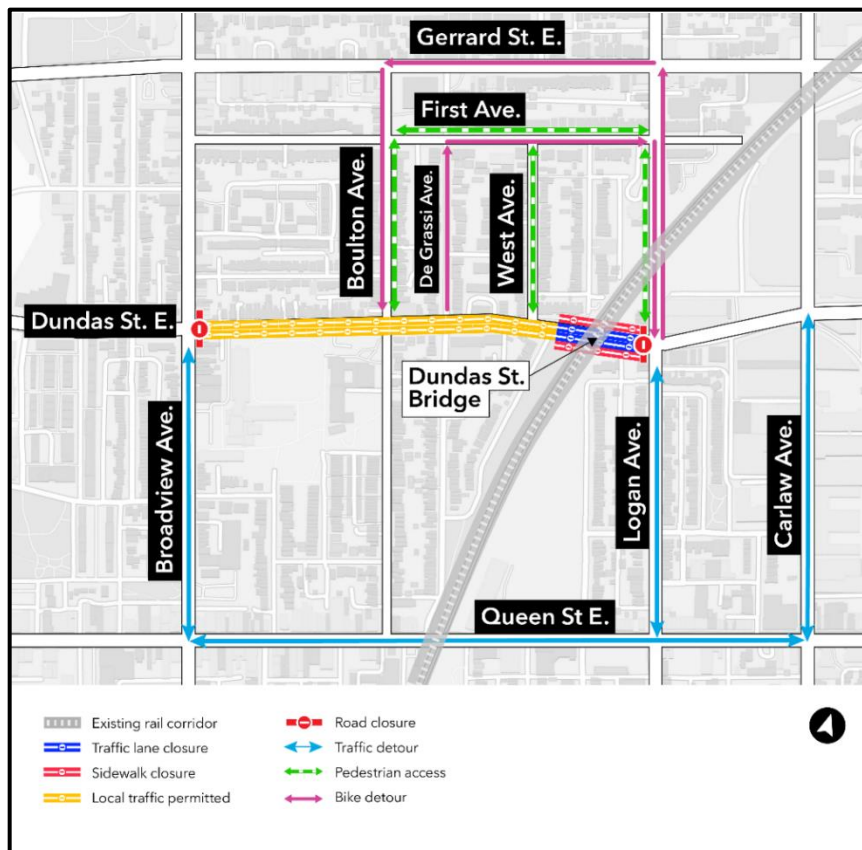 Gerrard St. E.
First Ave.
Boulton Ave.
De Grassi Ave.
West Ave.
Dundas St. E.
Dundas St.
Bridge
Broadview Ave.
Logan Ave.
Carlaw Ave.
Queen St E.
Existing rail corridor
Traffic lane closure
Sidewalk closure
Local traffic permitted
Road closure
Traffic detour
Pedestrian access
Bike detour